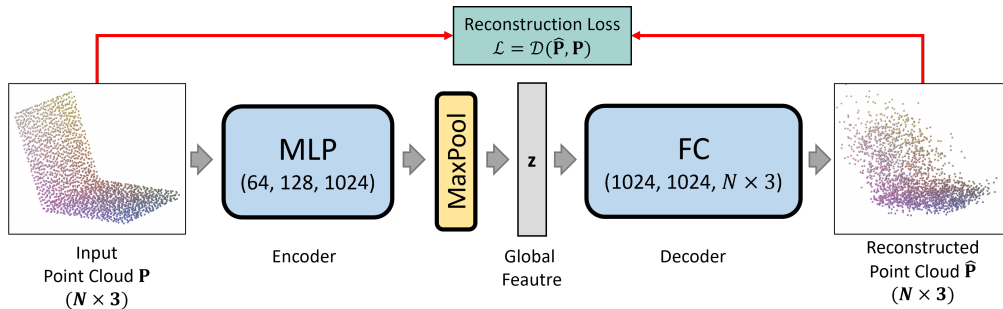 Reconstruction Loss
ℒ = 𝒟(P̂, P)
MLP
(64, 128, 1024)
MaxPool
z
FC
(1024, 1024, N × 3)
Input
Point Cloud P
(N × 3)
Encoder
Global
Feautre
Decoder
Reconstructed
Point Cloud P̂
(N × 3)